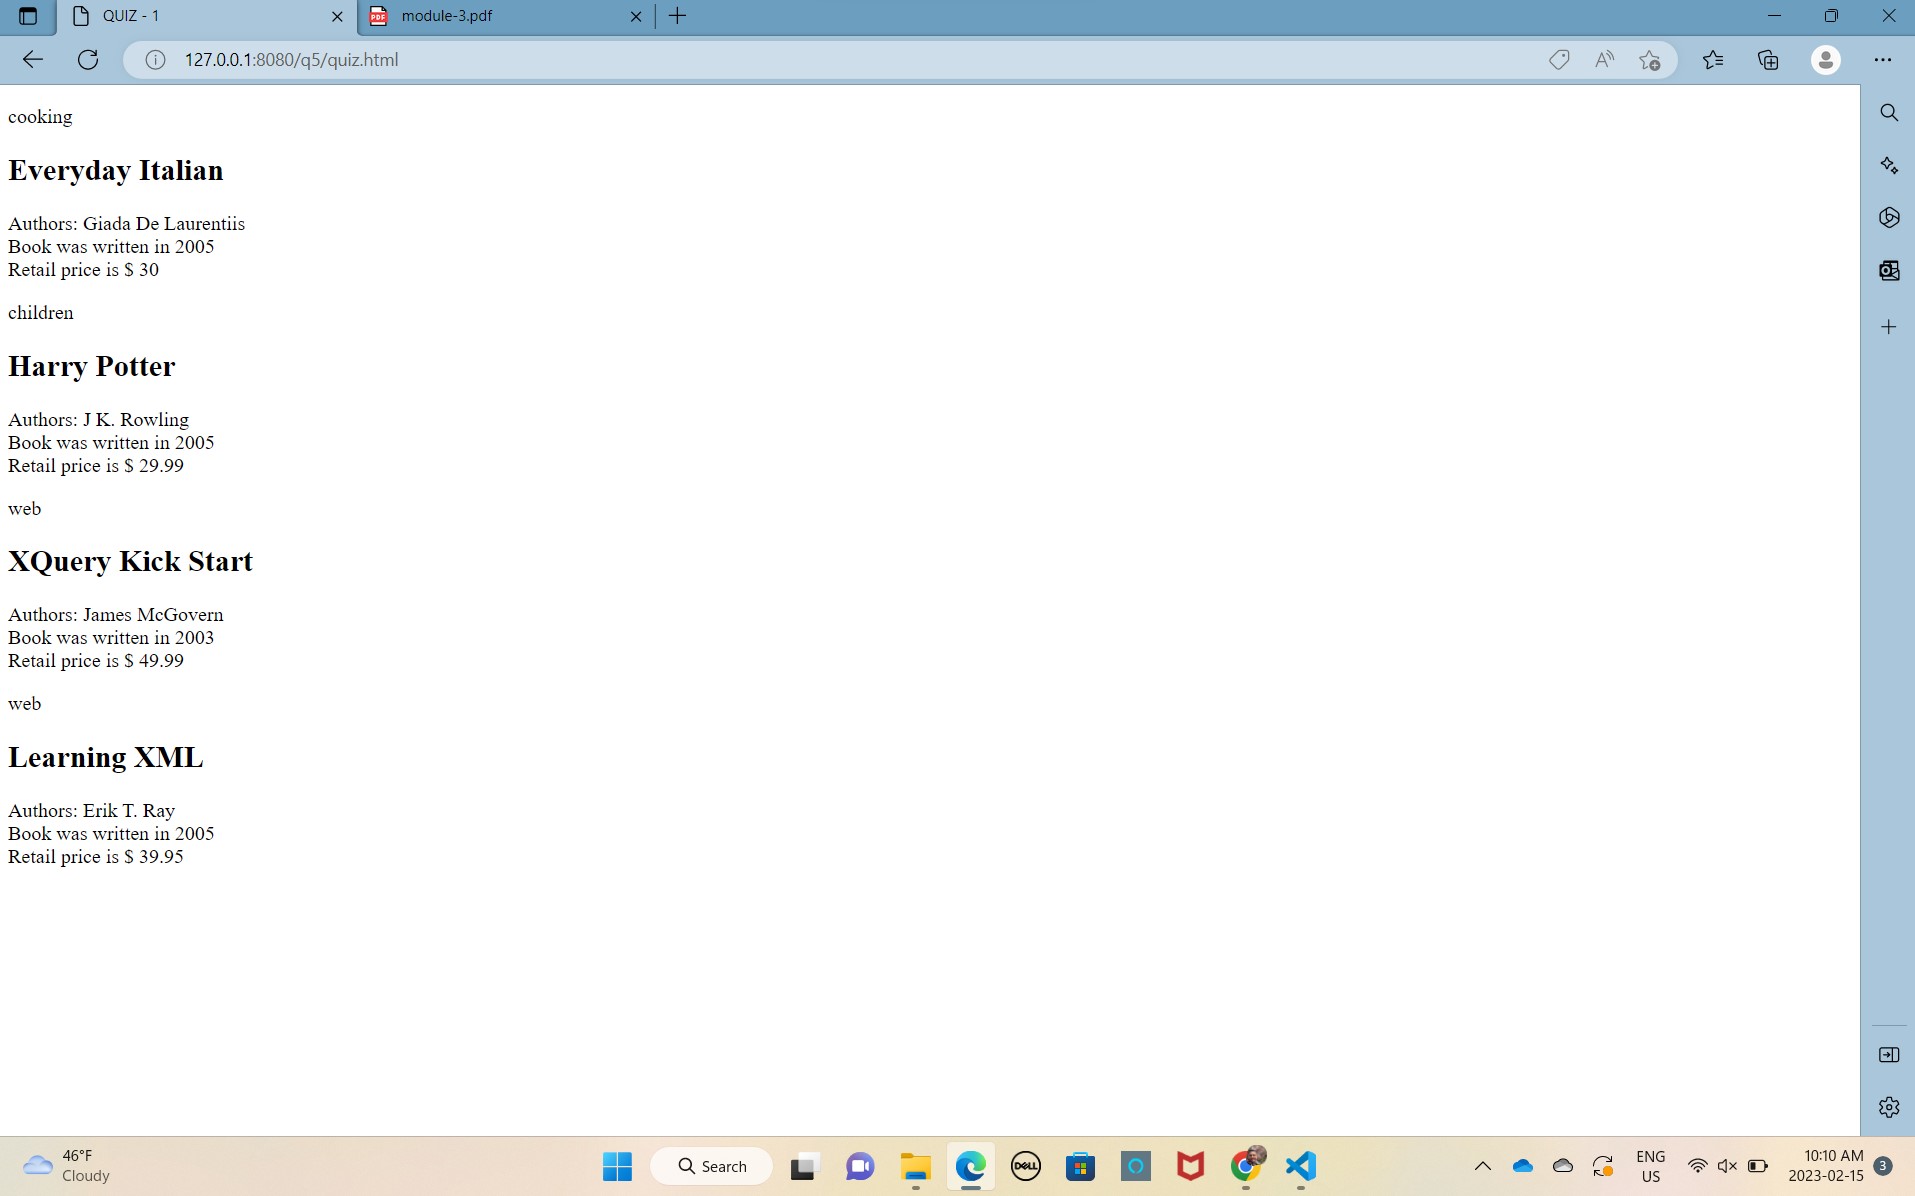 QUIZ - 1
module-3.pdf
127.0.0.1:8080/q5/quiz.html
cooking
Everyday Italian
Authors: Giada De Laurentiis
Book was written in 2005
Retail price is $ 30
children
Harry Potter
Authors: J K. Rowling
Book was written in 2005
Retail price is $ 29.99
web
XQuery Kick Start
Authors: James McGovern
Book was written in 2003
Retail price is $ 49.99
web
Learning XML
Authors: Erik T. Ray
Book was written in 2005
Retail price is $ 39.95
46°F
Cloudy
Search
DELL
ENG
US
10:10 AM
2023-02-15
3